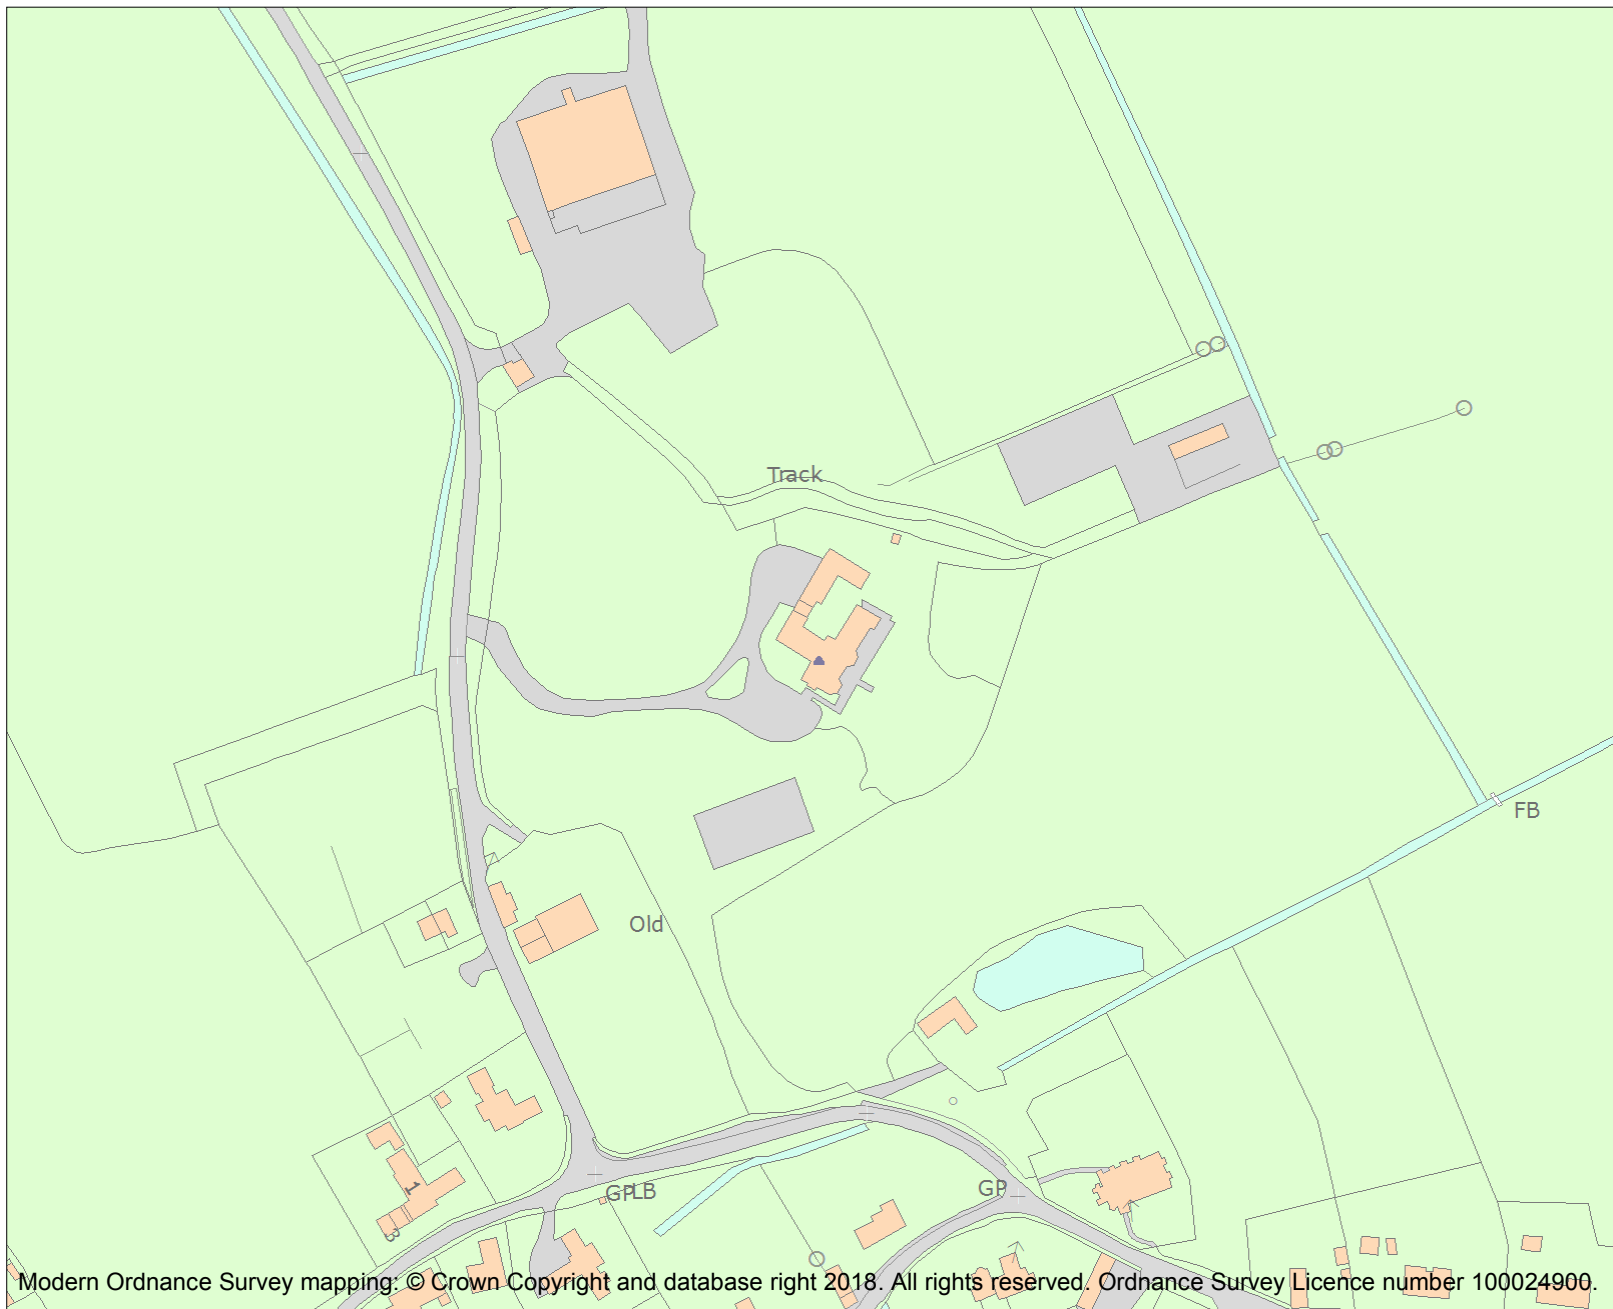 Track
FB
Old
GP
GP
LB
1
3
Modern Ordnance Survey mapping: © Crown Copyright and database right 2018. All rights reserved. Ordnance Survey Licence number 100024900.